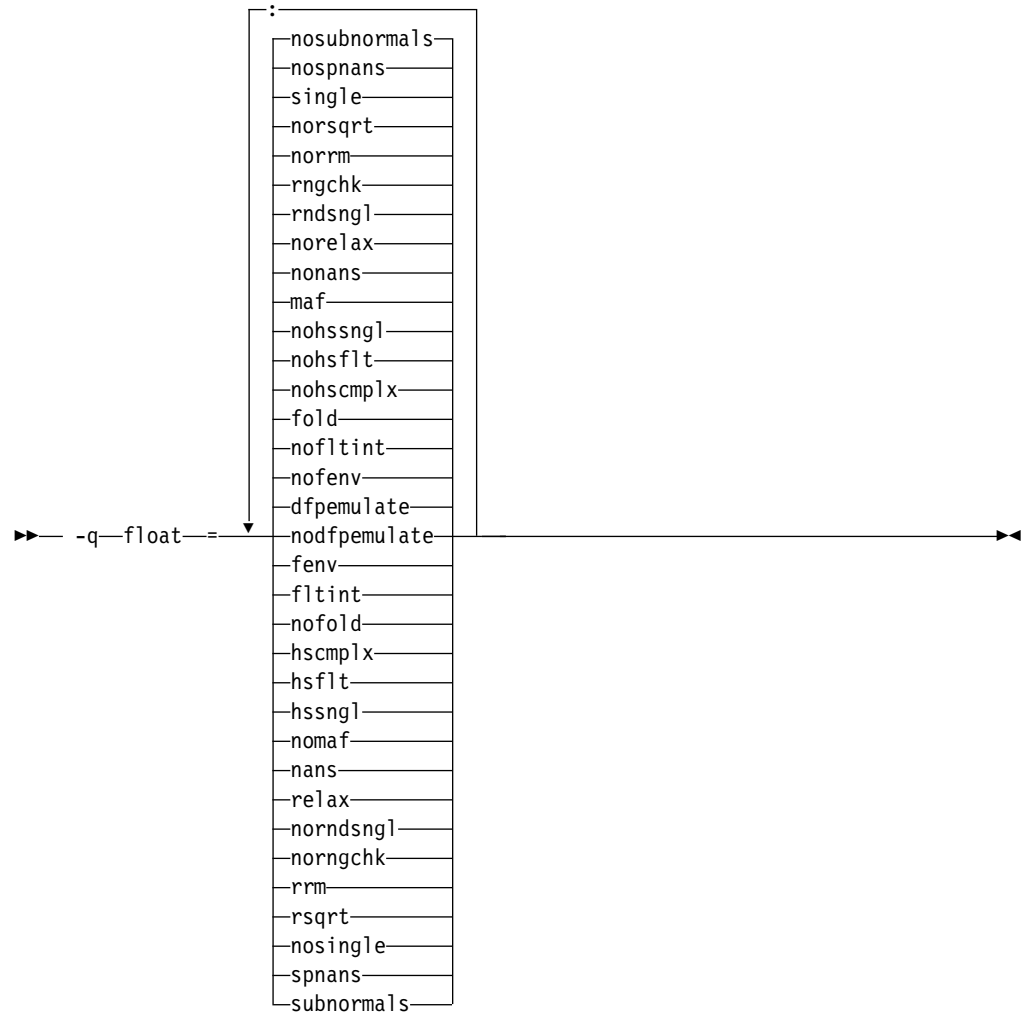 :
nosubnormals
nospnans
single
norsqrt
norrm
rngchk
rndsngl
norelax
nonans
maf
nohssngl
nohsflt
nohscmplx
fold
nofltint
nofenv
dfpemulate
-q float = nodfpemulate
fenv
fltint
nofold
hscmplx
hsflt
hssngl
nomaf
nans
relax
norndsngl
norngchk
rrm
rsqrt
nosingle
spnans
subnormals